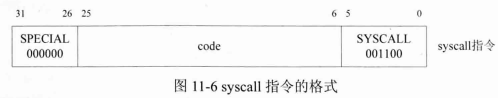 31 26 25 6 5 0
SPECIAL
000000
code
SYSCALL
001100
syscall指令
图 11-6 syscall 指令的格式